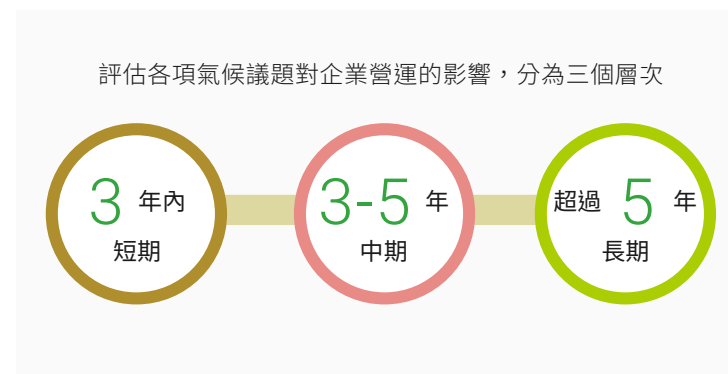 評估各項氣候議題對企業營運的影響，分為三個層次
3 年內
短期
3-5 年
中期
超過 5 年
長期